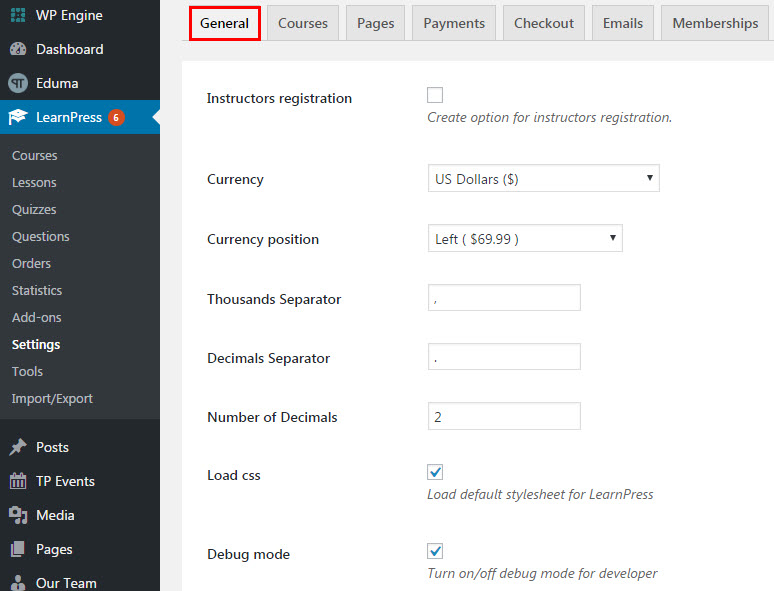 WP Engine
Dashboard
Eduma
LearnPress 6
Courses
Lessons
Quizzes
Questions
Orders
Statistics
Add-ons
Settings
Tools
Import/Export
Posts
TP Events
Media
Pages
Our Team
General Courses Pages Payments Checkout Emails Memberships
Instructors registration
Create option for instructors registration.
Currency US Dollars ($)
Currency position Left ( $69.99 )
Thousands Separator ,
Decimals Separator .
Number of Decimals 2
Load css
Load default stylesheet for LearnPress
Debug mode
Turn on/off debug mode for developer